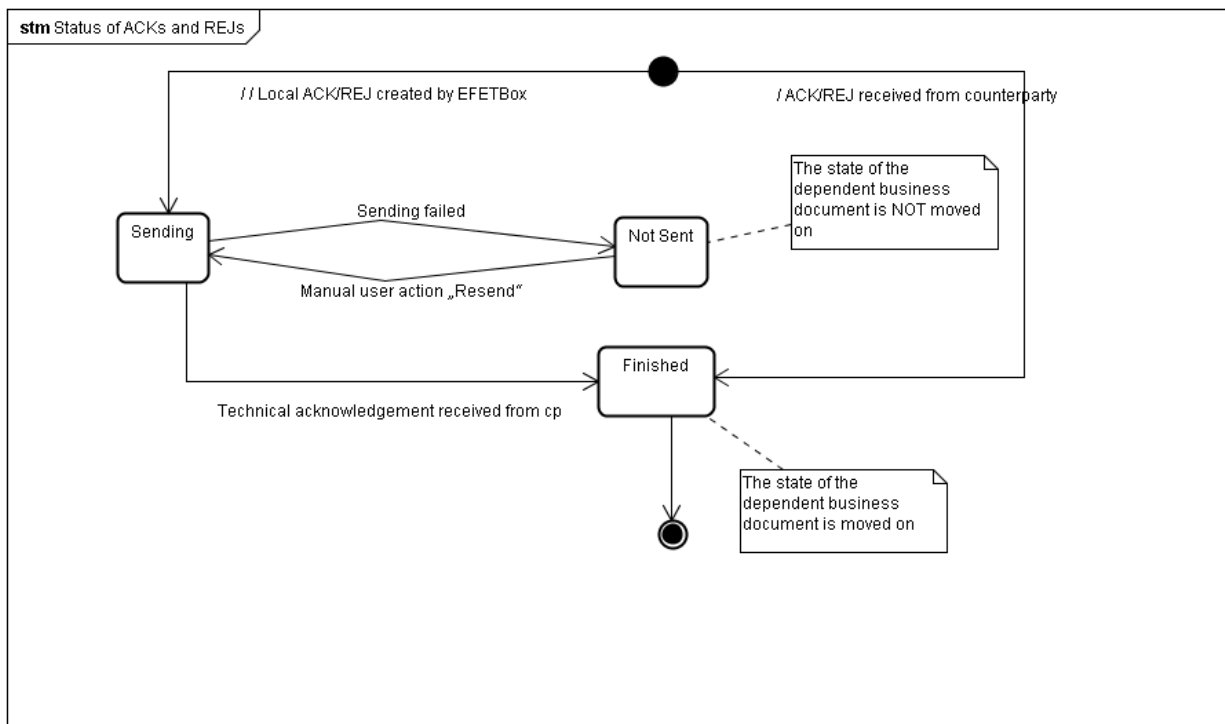 stm Status of ACKs and REJs
/ / Local ACK/REJ created by EFETBox
/ ACK/REJ received from counterparty
The state of the
dependent business
document is NOT moved
on
Sending failed
Sending
Not Sent
Manual user action „Resend“
Finished
Technical acknowledgement received from cp
The state of the
dependent business
document is moved on